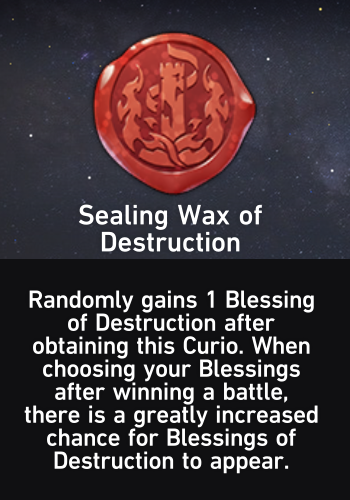 Sealing Wax of
Destruction
Randomly gains 1 Blessing
of Destruction after
obtaining this Curio. When
choosing your Blessings
after winning a battle,
there is a greatly increased
chance for Blessings of
Destruction to appear.